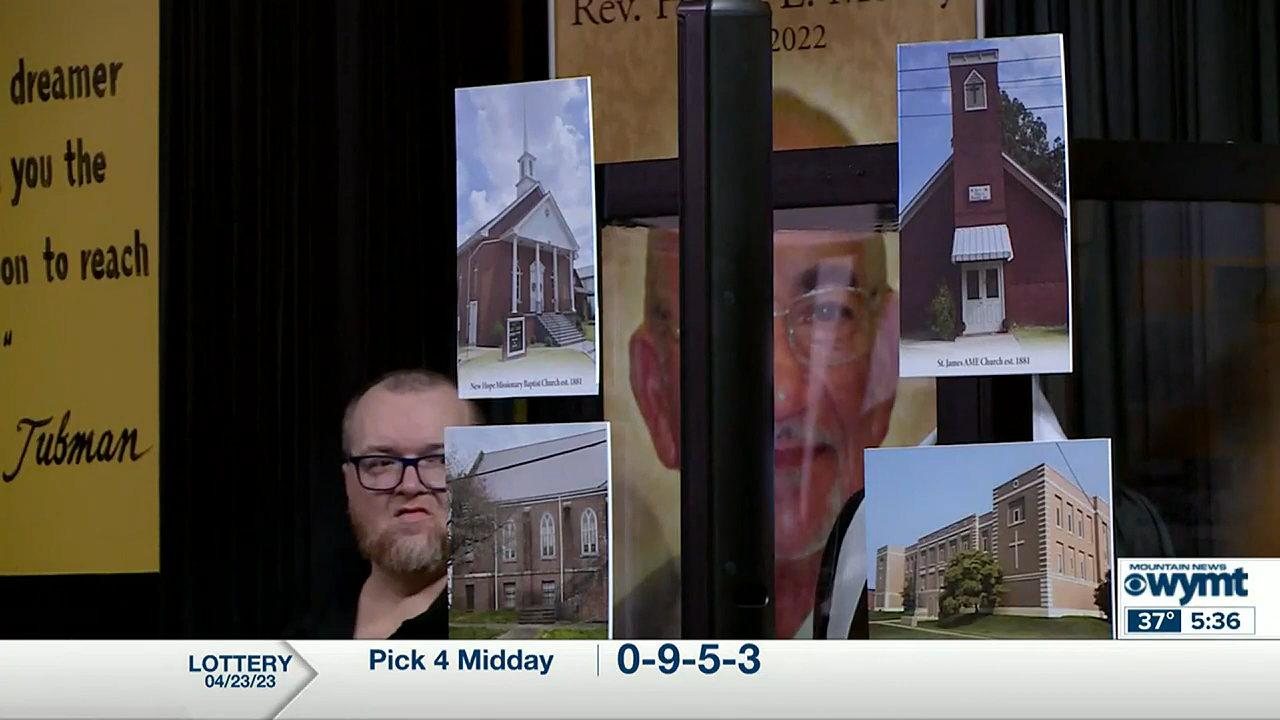 dreamer
you the
on to reach
"
Tubman
Rev.
2022
New Hope Missionary Baptist Church est. 1881
St. James AME Church est. 1881
MOUNTAIN NEWS
wymt
37° 5:36
LOTTERY
04/23/23
Pick 4 Midday
0-9-5-3